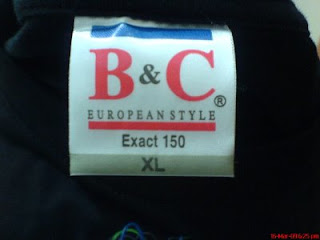 B & C
®
EUROPEAN STYLE
Exact 150
XL